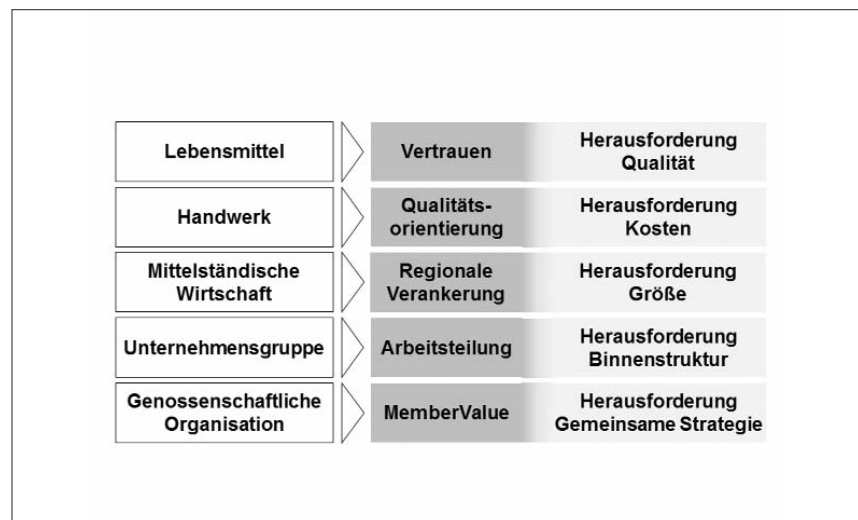 Lebensmittel
Vertrauen
Herausforderung
Qualität
Handwerk
Qualitäts-
orientierung
Herausforderung
Kosten
Mittelständische
Wirtschaft
Regionale
Verankerung
Herausforderung
Größe
Unternehmensgruppe
Arbeitsteilung
Herausforderung
Binnenstruktur
Genossenschaftliche
Organisation
MemberValue
Herausforderung
Gemeinsame Strategie